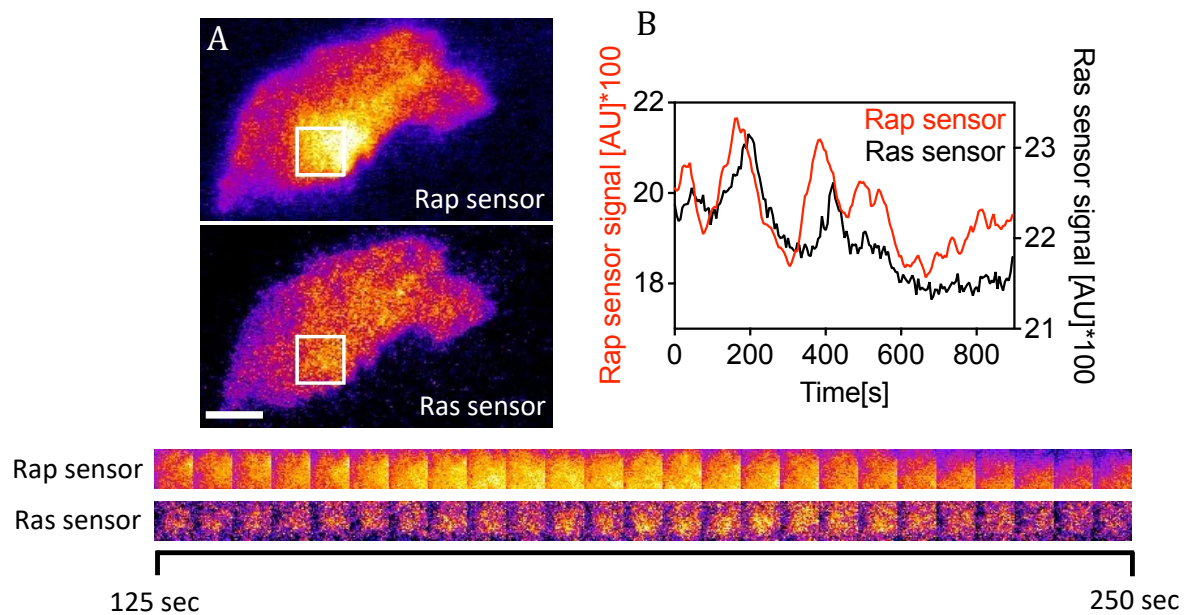 A
Rap sensor
Ras sensor
B
Rap sensor signal [AU]*100
22
20
18
Rap sensor
Ras sensor
23
22
21
Ras sensor signal [AU]*100
0
200
400
600
800
Time[s]
Rap sensor
Ras sensor
125 sec
250 sec